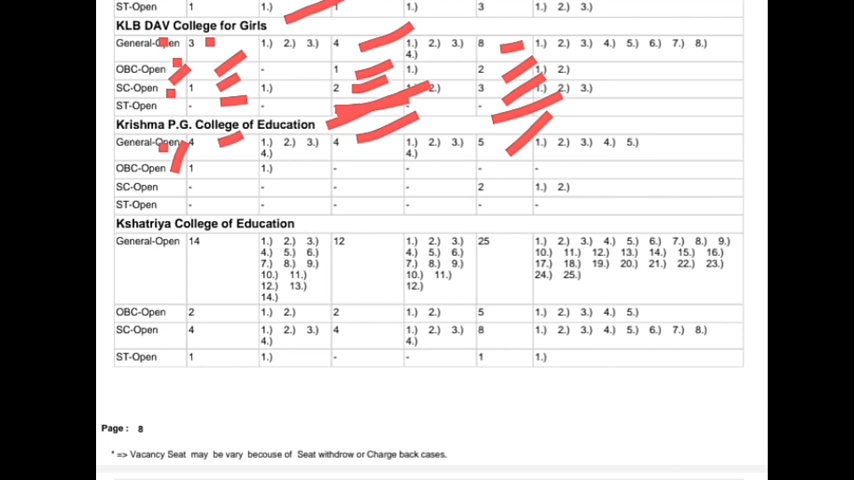 ST-Open 1 1.) 1 1.) 3 1.) 2.) 3.)
KLB DAV College for Girls
General-Open 3 1.) 2.) 3.) 4 1.) 2.) 3.) 8 1.) 2.) 3.) 4.) 5.) 6.) 7.) 8.)
4.)
OBC-Open - 1 1.) 2 1.) 2.)
SC-Open 1 1.) 2 1.) 2.) 3 1.) 2.) 3.)
ST-Open - - - - -
Krishma P.G. College of Education
General-Open 4 1.) 2.) 3.) 4 1.) 2.) 3.) 5 1.) 2.) 3.) 4.) 5.)
4.) 4.)
OBC-Open 1 1.) - - - -
SC-Open - - - - 2 1.) 2.)
ST-Open - - - - - -
Kshatriya College of Education
General-Open 14 1.) 2.) 3.) 12 1.) 2.) 3.) 25 1.) 2.) 3.) 4.) 5.) 6.) 7.) 8.) 9.)
4.) 5.) 6.) 4.) 5.) 6.) 10.) 11.) 12.) 13.) 14.) 15.) 16.)
7.) 8.) 9.) 7.) 8.) 9.) 17.) 18.) 19.) 20.) 21.) 22.) 23.)
10.) 11.) 10.) 11.) 24.) 25.)
12.) 13.) 12.)
14.)
OBC-Open 2 1.) 2.) 2 1.) 2.) 5 1.) 2.) 3.) 4.) 5.)
SC-Open 4 1.) 2.) 3.) 4 1.) 2.) 3.) 8 1.) 2.) 3.) 4.) 5.) 6.) 7.) 8.)
4.) 4.)
ST-Open 1 1.) - - 1 1.)
Page : 8
* => Vacancy Seat may be vary becouse of Seat withdrow or Charge back cases.